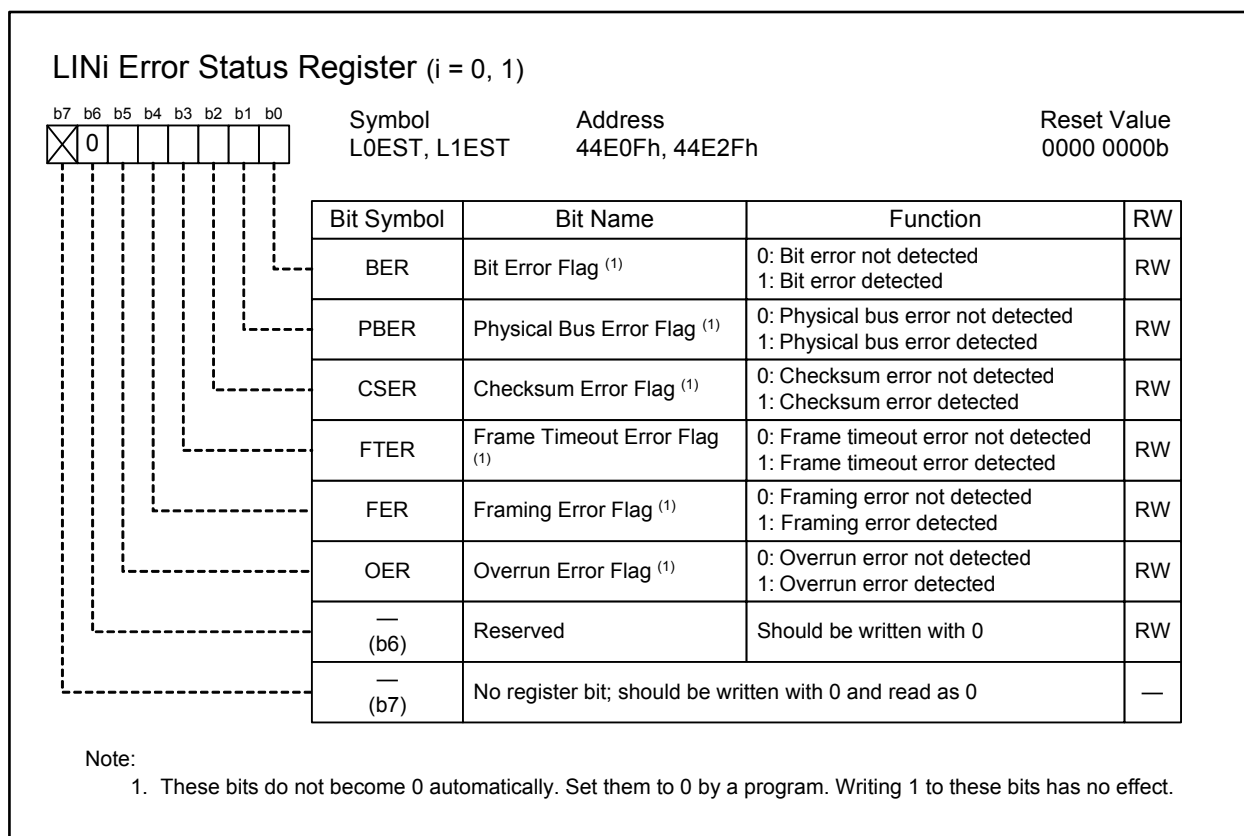 LINi Error Status Register (i = 0, 1)
b7 b6 b5 b4 b3 b2 b1 b0
0
Symbol Address Reset Value
L0EST, L1EST 44E0Fh, 44E2Fh 0000 0000b
Bit Symbol Bit Name Function RW
BER Bit Error Flag (1) 0: Bit error not detected
1: Bit error detected RW
PBER Physical Bus Error Flag (1) 0: Physical bus error not detected
1: Physical bus error detected RW
CSER Checksum Error Flag (1) 0: Checksum error not detected
1: Checksum error detected RW
FTER Frame Timeout Error Flag
(1) 0: Frame timeout error not detected
1: Frame timeout error detected RW
FER Framing Error Flag (1) 0: Framing error not detected
1: Framing error detected RW
OER Overrun Error Flag (1) 0: Overrun error not detected
1: Overrun error detected RW
—
(b6) Reserved Should be written with 0 RW
—
(b7) No register bit; should be written with 0 and read as 0 —
Note:
1. These bits do not become 0 automatically. Set them to 0 by a program. Writing 1 to these bits has no effect.